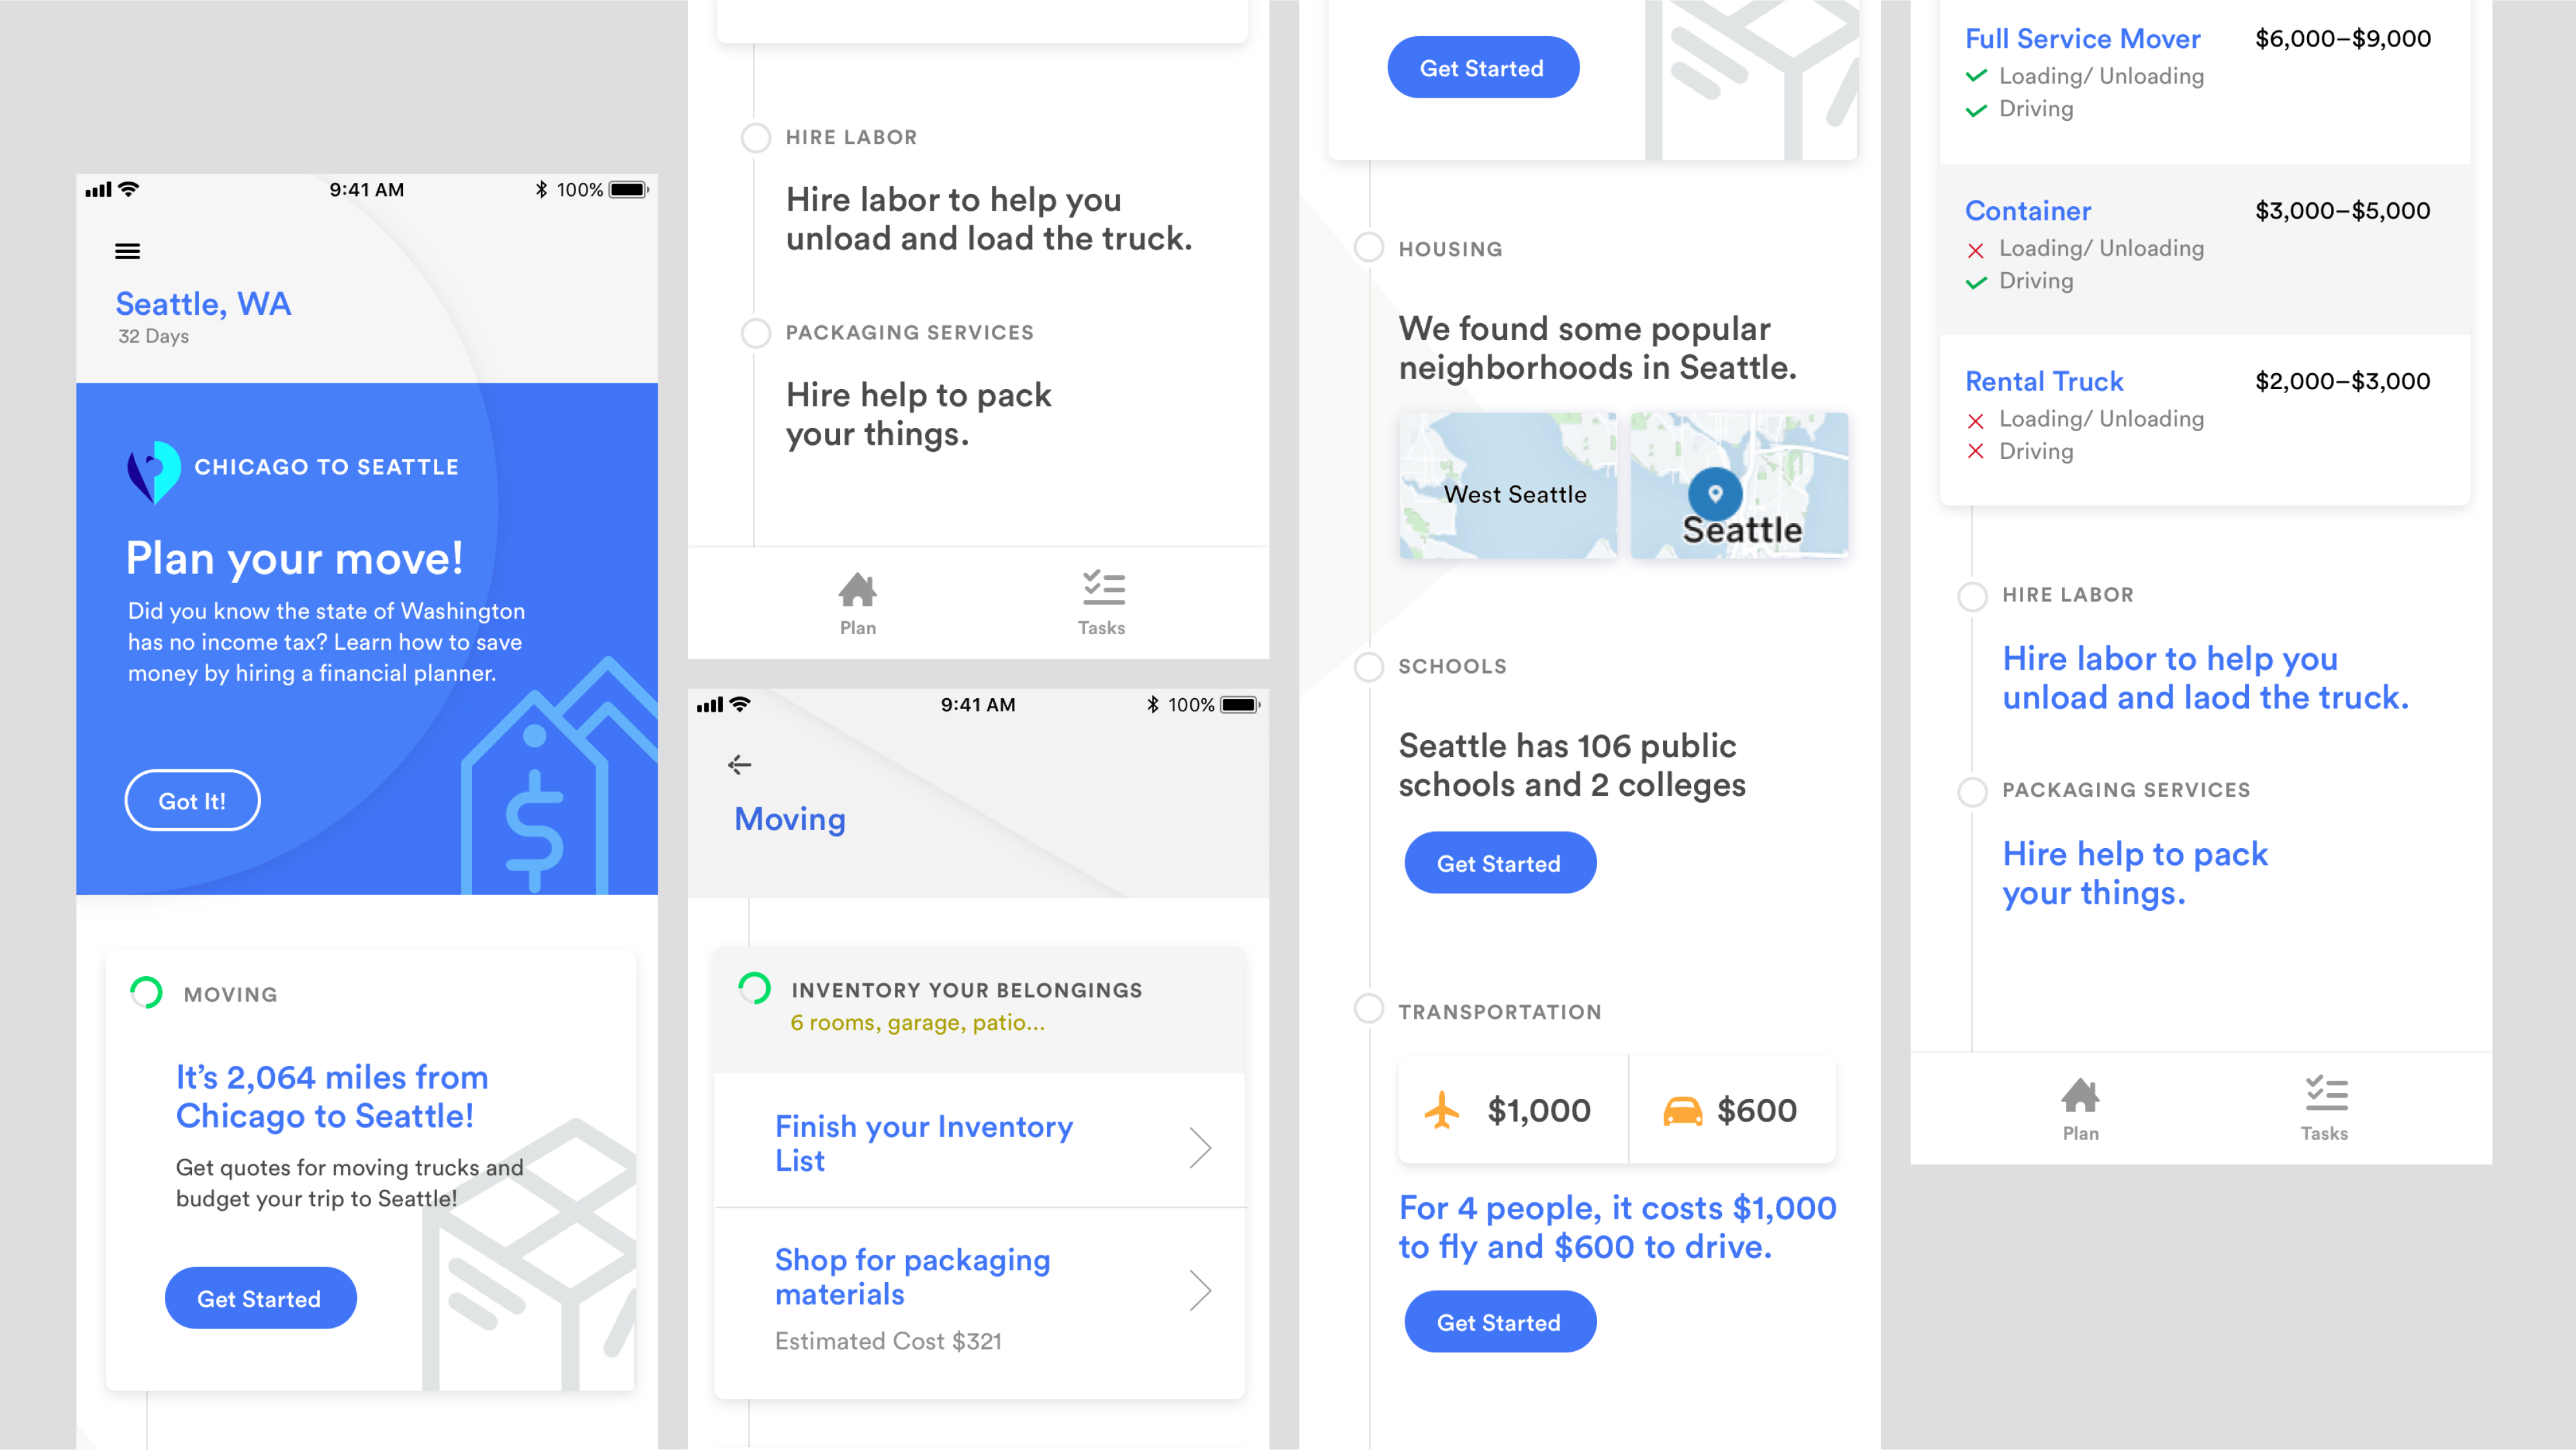 9:41 AM
100%
Seattle, WA
32 Days
CHICAGO TO SEATTLE
Plan your move!
Did you know the state of Washington
has no income tax? Learn how to save
money by hiring a financial planner.
Got It!
MOVING
It’s 2,064 miles from
Chicago to Seattle!
Get quotes for moving trucks and
budget your trip to Seattle!
Get Started
HIRE LABOR
Hire labor to help you
unload and load the truck.
PACKAGING SERVICES
Hire help to pack
your things.
Plan
Tasks
9:41 AM
100%
Moving
INVENTORY YOUR BELONGINGS
6 rooms, garage, patio...
Finish your Inventory
List
Shop for packaging
materials
Estimated Cost $321
Get Started
HOUSING
We found some popular
neighborhoods in Seattle.
West Seattle
Seattle
SCHOOLS
Seattle has 106 public
schools and 2 colleges
Get Started
TRANSPORTATION
$1,000
$600
For 4 people, it costs $1,000
to fly and $600 to drive.
Get Started
Full Service Mover $6,000–$9,000
Loading/ Unloading
Driving
Container $3,000–$5,000
Loading/ Unloading
Driving
Rental Truck $2,000–$3,000
Loading/ Unloading
Driving
HIRE LABOR
Hire labor to help you
unload and laod the truck.
PACKAGING SERVICES
Hire help to pack
your things.
Plan
Tasks